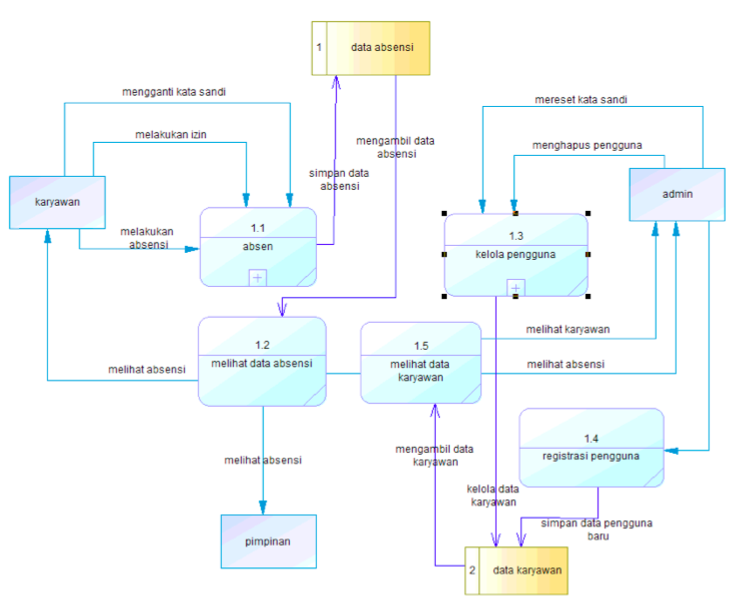 1 data absensi
mengganti kata sandi
mereset kata sandi
melakukan izin
mengambil data
absensi
menghapus pengguna
simpan data
absensi
karyawan
admin
melakukan
absensi
1.1
absen
1.3
kelola pengguna
1.2
melihat data absensi
1.5
melihat data
karyawan
melihat karyawan
melihat absensi
melihat absensi
melihat absensi
mengambil data
karyawan
1.4
registrasi pengguna
kelola data
karyawan
simpan data pengguna
baru
pimpinan
2 data karyawan